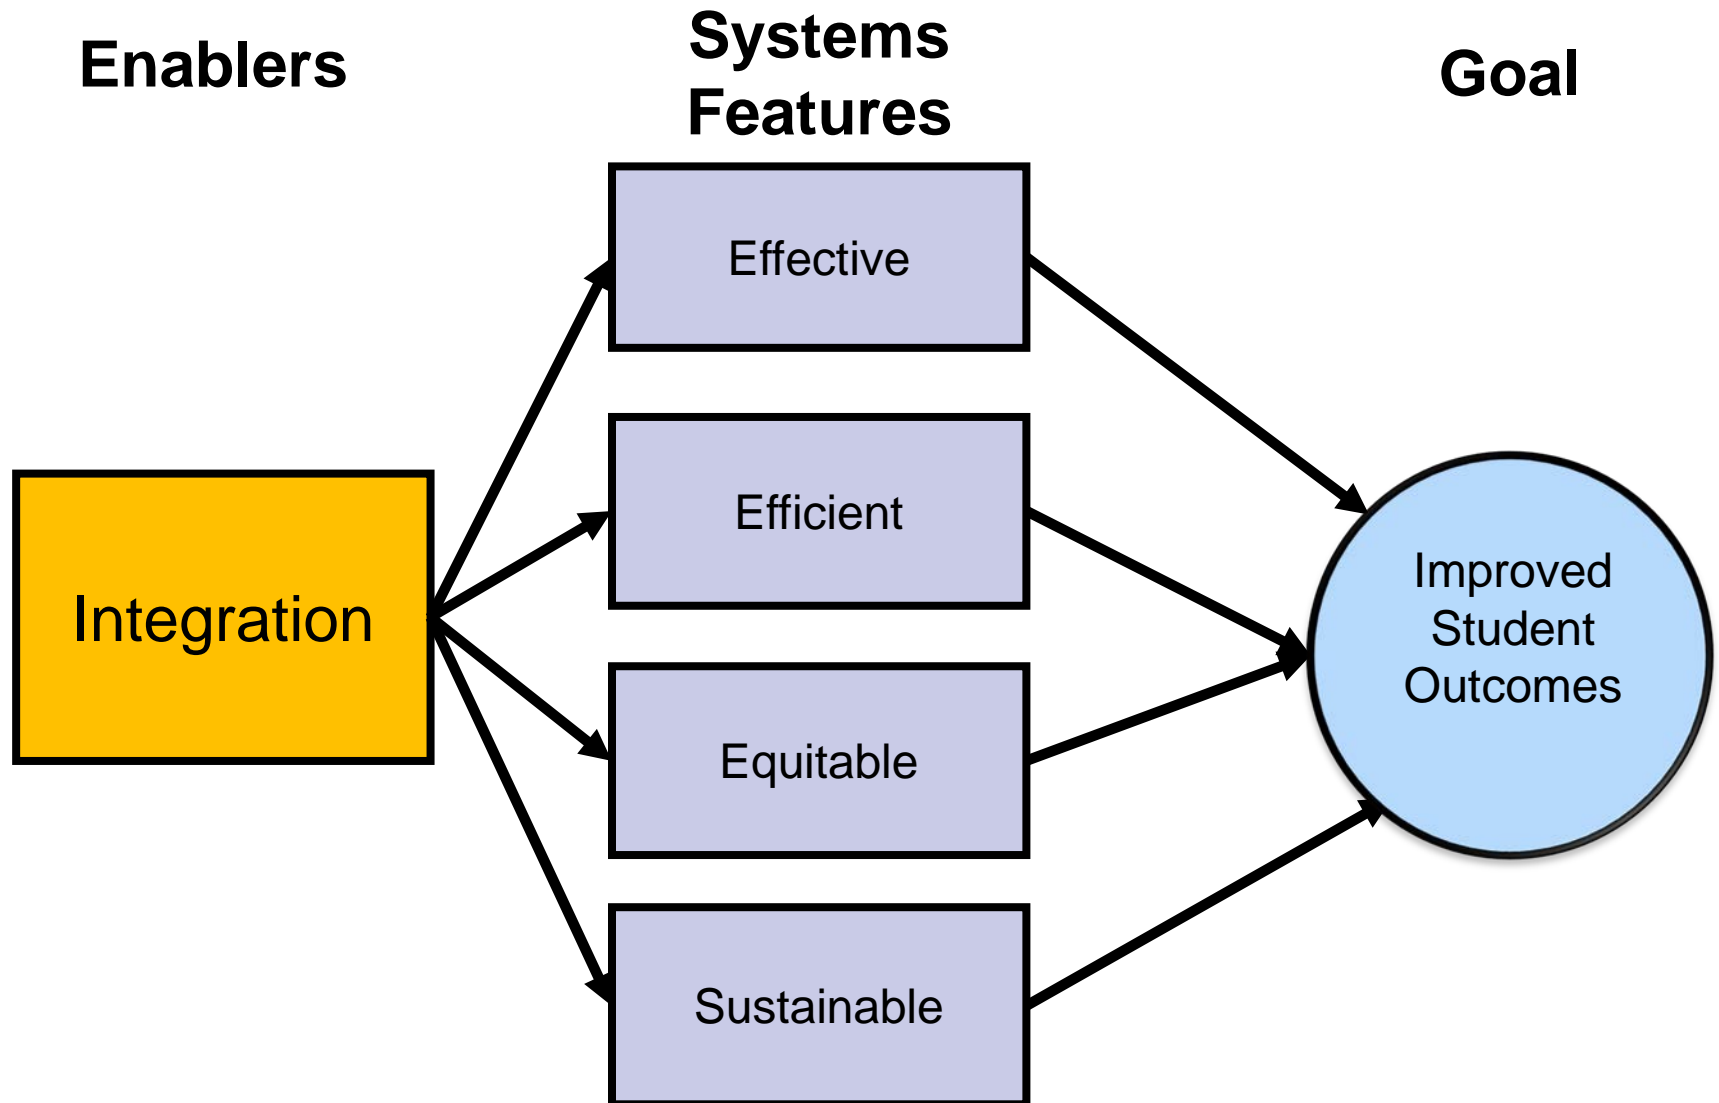 Enablers
Systems
Features
Goal
Effective
Efficient
Integration
Equitable
Sustainable
Improved
Student
Outcomes